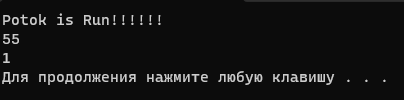 Potok is Run!!!!!!
55
1
Для продолжения нажмите любую клавишу . . .